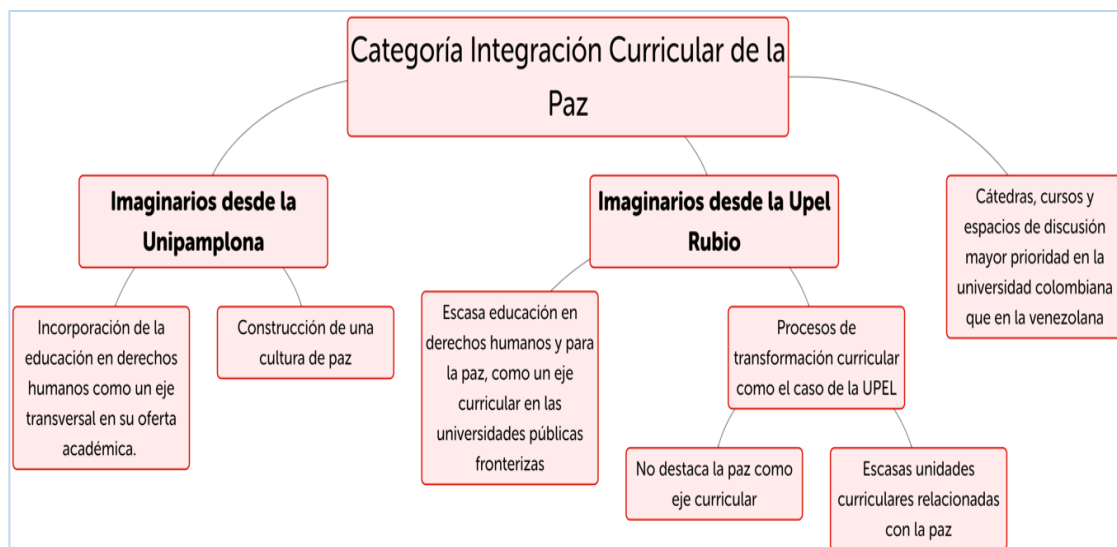 Categoría Integración Curricular de la
Paz
Imaginarios desde la
Unipamplona
Incorporación de la
educación en derechos
humanos como un eje
transversal en su oferta
académica.
Construcción de una
cultura de paz
Imaginarios desde la Upel
Rubio
Escasa educación en
derechos humanos y para
la paz, como un eje
curricular en las
universidades públicas
fronterizas
Procesos de
transformación curricular
como el caso de la UPEL
No destaca la paz como
eje curricular
Escasas unidades
curriculares relacionadas
con la paz
Cátedras, cursos y
espacios de discusión
mayor prioridad en la
universidad colombiana
que en la venezolana